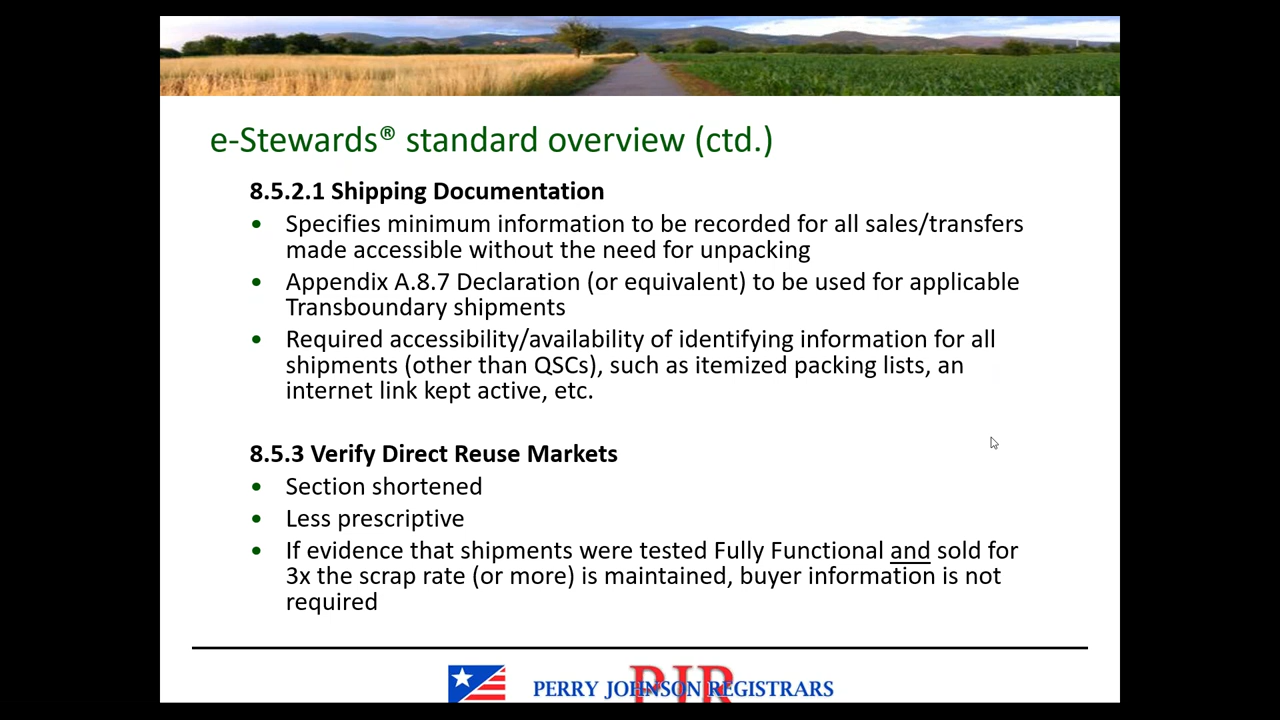 e-Stewards® standard overview (ctd.)
8.5.2.1 Shipping Documentation
• Specifies minimum information to be recorded for all sales/transfers
made accessible without the need for unpacking
• Appendix A.8.7 Declaration (or equivalent) to be used for applicable
Transboundary shipments
• Required accessibility/availability of identifying information for all
shipments (other than QSCs), such as itemized packing lists, an
internet link kept active, etc.
8.5.3 Verify Direct Reuse Markets
• Section shortened
• Less prescriptive
• If evidence that shipments were tested Fully Functional and sold for
3x the scrap rate (or more) is maintained, buyer information is not
required
PJR
PERRY JOHNSON REGISTRARS